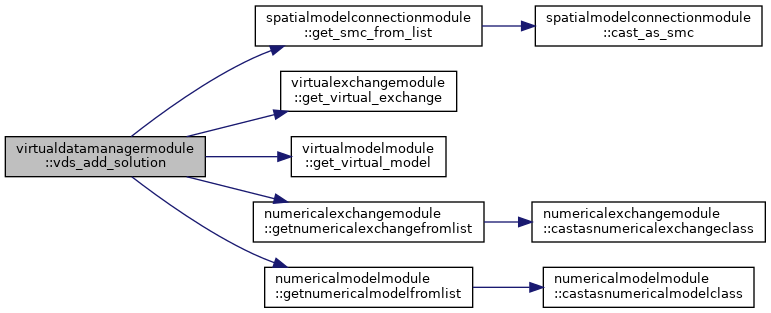 spatialmodelconnectionmodule
::get_smc_from_list
spatialmodelconnectionmodule
::cast_as_smc
virtualexchangemodule
::get_virtual_exchange
virtualdatamanagermodule
::vds_add_solution
virtualmodelmodule
::get_virtual_model
numericalexchangemodule
::getnumericalexchangefromlist
numericalexchangemodule
::castasnumericalexchangeclass
numericalmodelmodule
::getnumericalmodelfromlist
numericalmodelmodule
::castasnumericalmodelclass